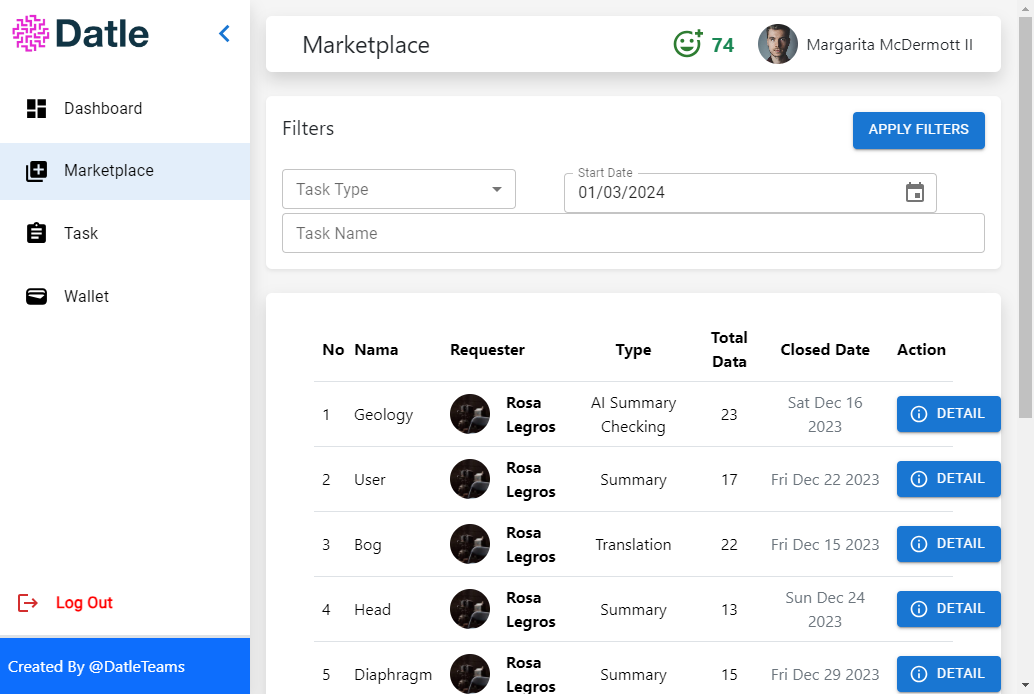 Datle
Marketplace
74
Margarita McDermott II
Dashboard
Marketplace
Task
Wallet
Log Out
Created By @DatleTeams
Filters
APPLY FILTERS
Task Type
Start Date
01/03/2024
Task Name
No Nama Requester Type Total Data Closed Date Action
1 Geology Rosa Legros AI Summary Checking 23 Sat Dec 16 2023 DETAIL
2 User Rosa Legros Summary 17 Fri Dec 22 2023 DETAIL
3 Bog Rosa Legros Translation 22 Fri Dec 15 2023 DETAIL
4 Head Rosa Legros Summary 13 Sun Dec 24 2023 DETAIL
5 Diaphragm Rosa Legros Summary 15 Fri Dec 29 2023 DETAIL